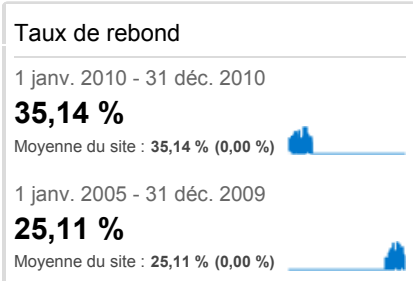 Taux de rebond
1 janv. 2010 - 31 déc. 2010
35,14 %
Moyenne du site : 35,14 % (0,00 %)
1 janv. 2005 - 31 déc. 2009
25,11 %
Moyenne du site : 25,11 % (0,00 %)